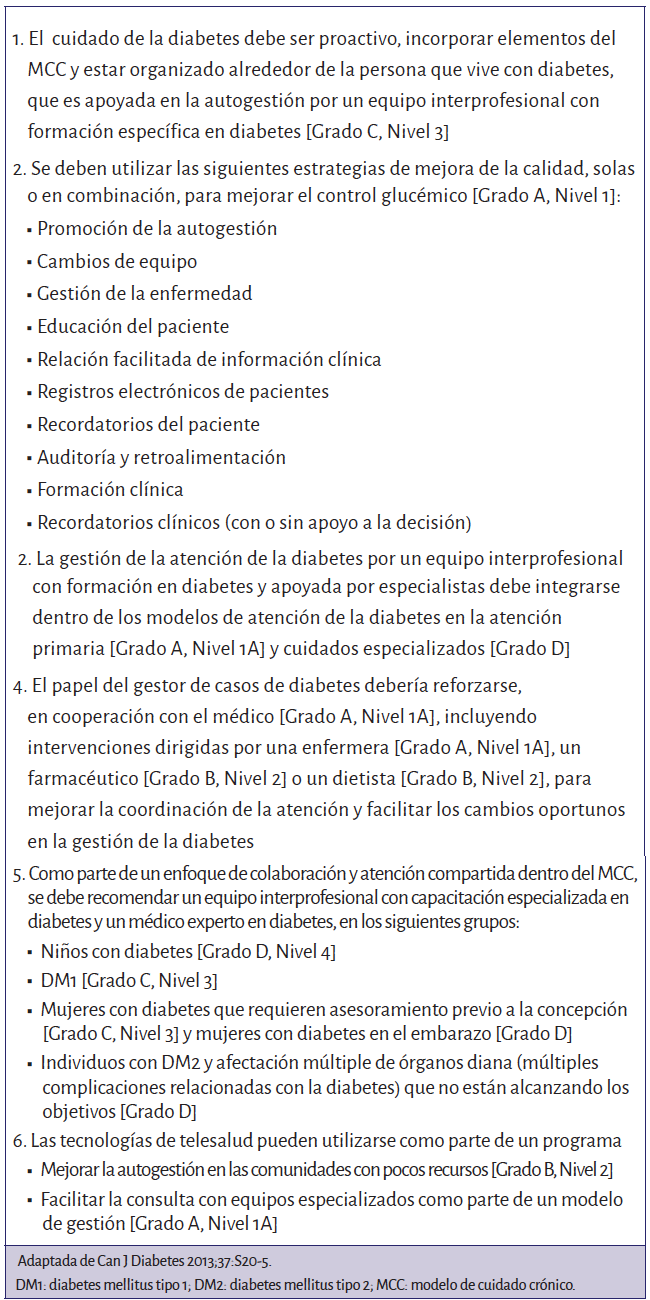 1. El cuidado de la diabetes debe ser proactivo, incorporar elementos del
MCC y estar organizado alrededor de la persona que vive con diabetes,
que es apoyada en la autogestión por un equipo interprofesional con
formación específica en diabetes [Grado C, Nivel 3]
2. Se deben utilizar las siguientes estrategias de mejora de la calidad, solas
o en combinación, para mejorar el control glucémico [Grado A, Nivel 1]:
▪ Promoción de la autogestión
▪ Cambios de equipo
▪ Gestión de la enfermedad
▪ Educación del paciente
▪ Relación facilitada de información clínica
▪ Registros electrónicos de pacientes
▪ Recordatorios del paciente
▪ Auditoría y retroalimentación
▪ Formación clínica
▪ Recordatorios clínicos (con o sin apoyo a la decisión)
2. La gestión de la atención de la diabetes por un equipo interprofesional
con formación en diabetes y apoyada por especialistas debe integrarse
dentro de los modelos de atención de la diabetes en la atención
primaria [Grado A, Nivel 1A] y cuidados especializados [Grado D]
4. El papel del gestor de casos de diabetes debería reforzarse,
en cooperación con el médico [Grado A, Nivel 1A], incluyendo
intervenciones dirigidas por una enfermera [Grado A, Nivel 1A], un
farmacéutico [Grado B, Nivel 2] o un dietista [Grado B, Nivel 2], para
mejorar la coordinación de la atención y facilitar los cambios oportunos
en la gestión de la diabetes
5. Como parte de un enfoque de colaboración y atención compartida dentro del MCC,
se debe recomendar un equipo interprofesional con capacitación especializada en
diabetes y un médico experto en diabetes, en los siguientes grupos:
▪ Niños con diabetes [Grado D, Nivel 4]
▪ DM1 [Grado C, Nivel 3]
▪ Mujeres con diabetes que requieren asesoramiento previo a la concepción
[Grado C, Nivel 3] y mujeres con diabetes en el embarazo [Grado D]
▪ Individuos con DM2 y afectación múltiple de órganos diana (múltiples
complicaciones relacionadas con la diabetes) que no están alcanzando los
objetivos [Grado D]
6. Las tecnologías de telesalud pueden utilizarse como parte de un programa
▪ Mejorar la autogestión en las comunidades con pocos recursos [Grado B, Nivel 2]
▪ Facilitar la consulta con equipos especializados como parte de un modelo
de gestión [Grado A, Nivel 1A]
Adaptada de Can J Diabetes 2013;37:S20-5.
DM1: diabetes mellitus tipo 1; DM2: diabetes mellitus tipo 2; MCC: modelo de cuidado crónico.